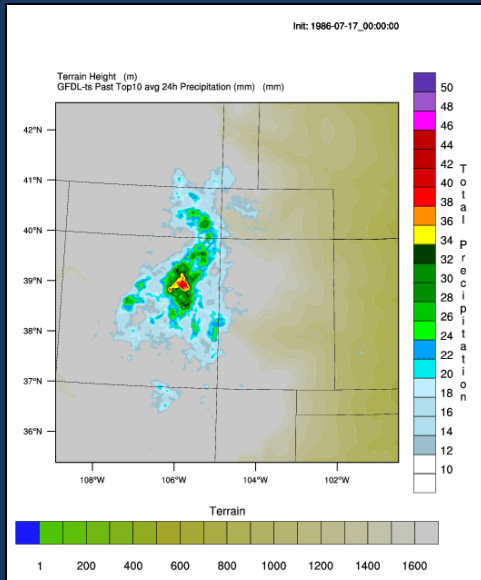 Init: 1986-07-17_00:00:00
Terrain Height (m)
GFDL-ts Past Top10 avg 24h Precipitation (mm) (mm)
42°N
41°N
40°N
39°N
38°N
37°N
36°N
108°W 106°W 104°W 102°W
50
48
46
44
42
40
38
36
34
32
30
28
26
24
22
20
18
16
14
12
10
Total Precipitation
Terrain
1 200 400 600 800 1000 1200 1400 1600